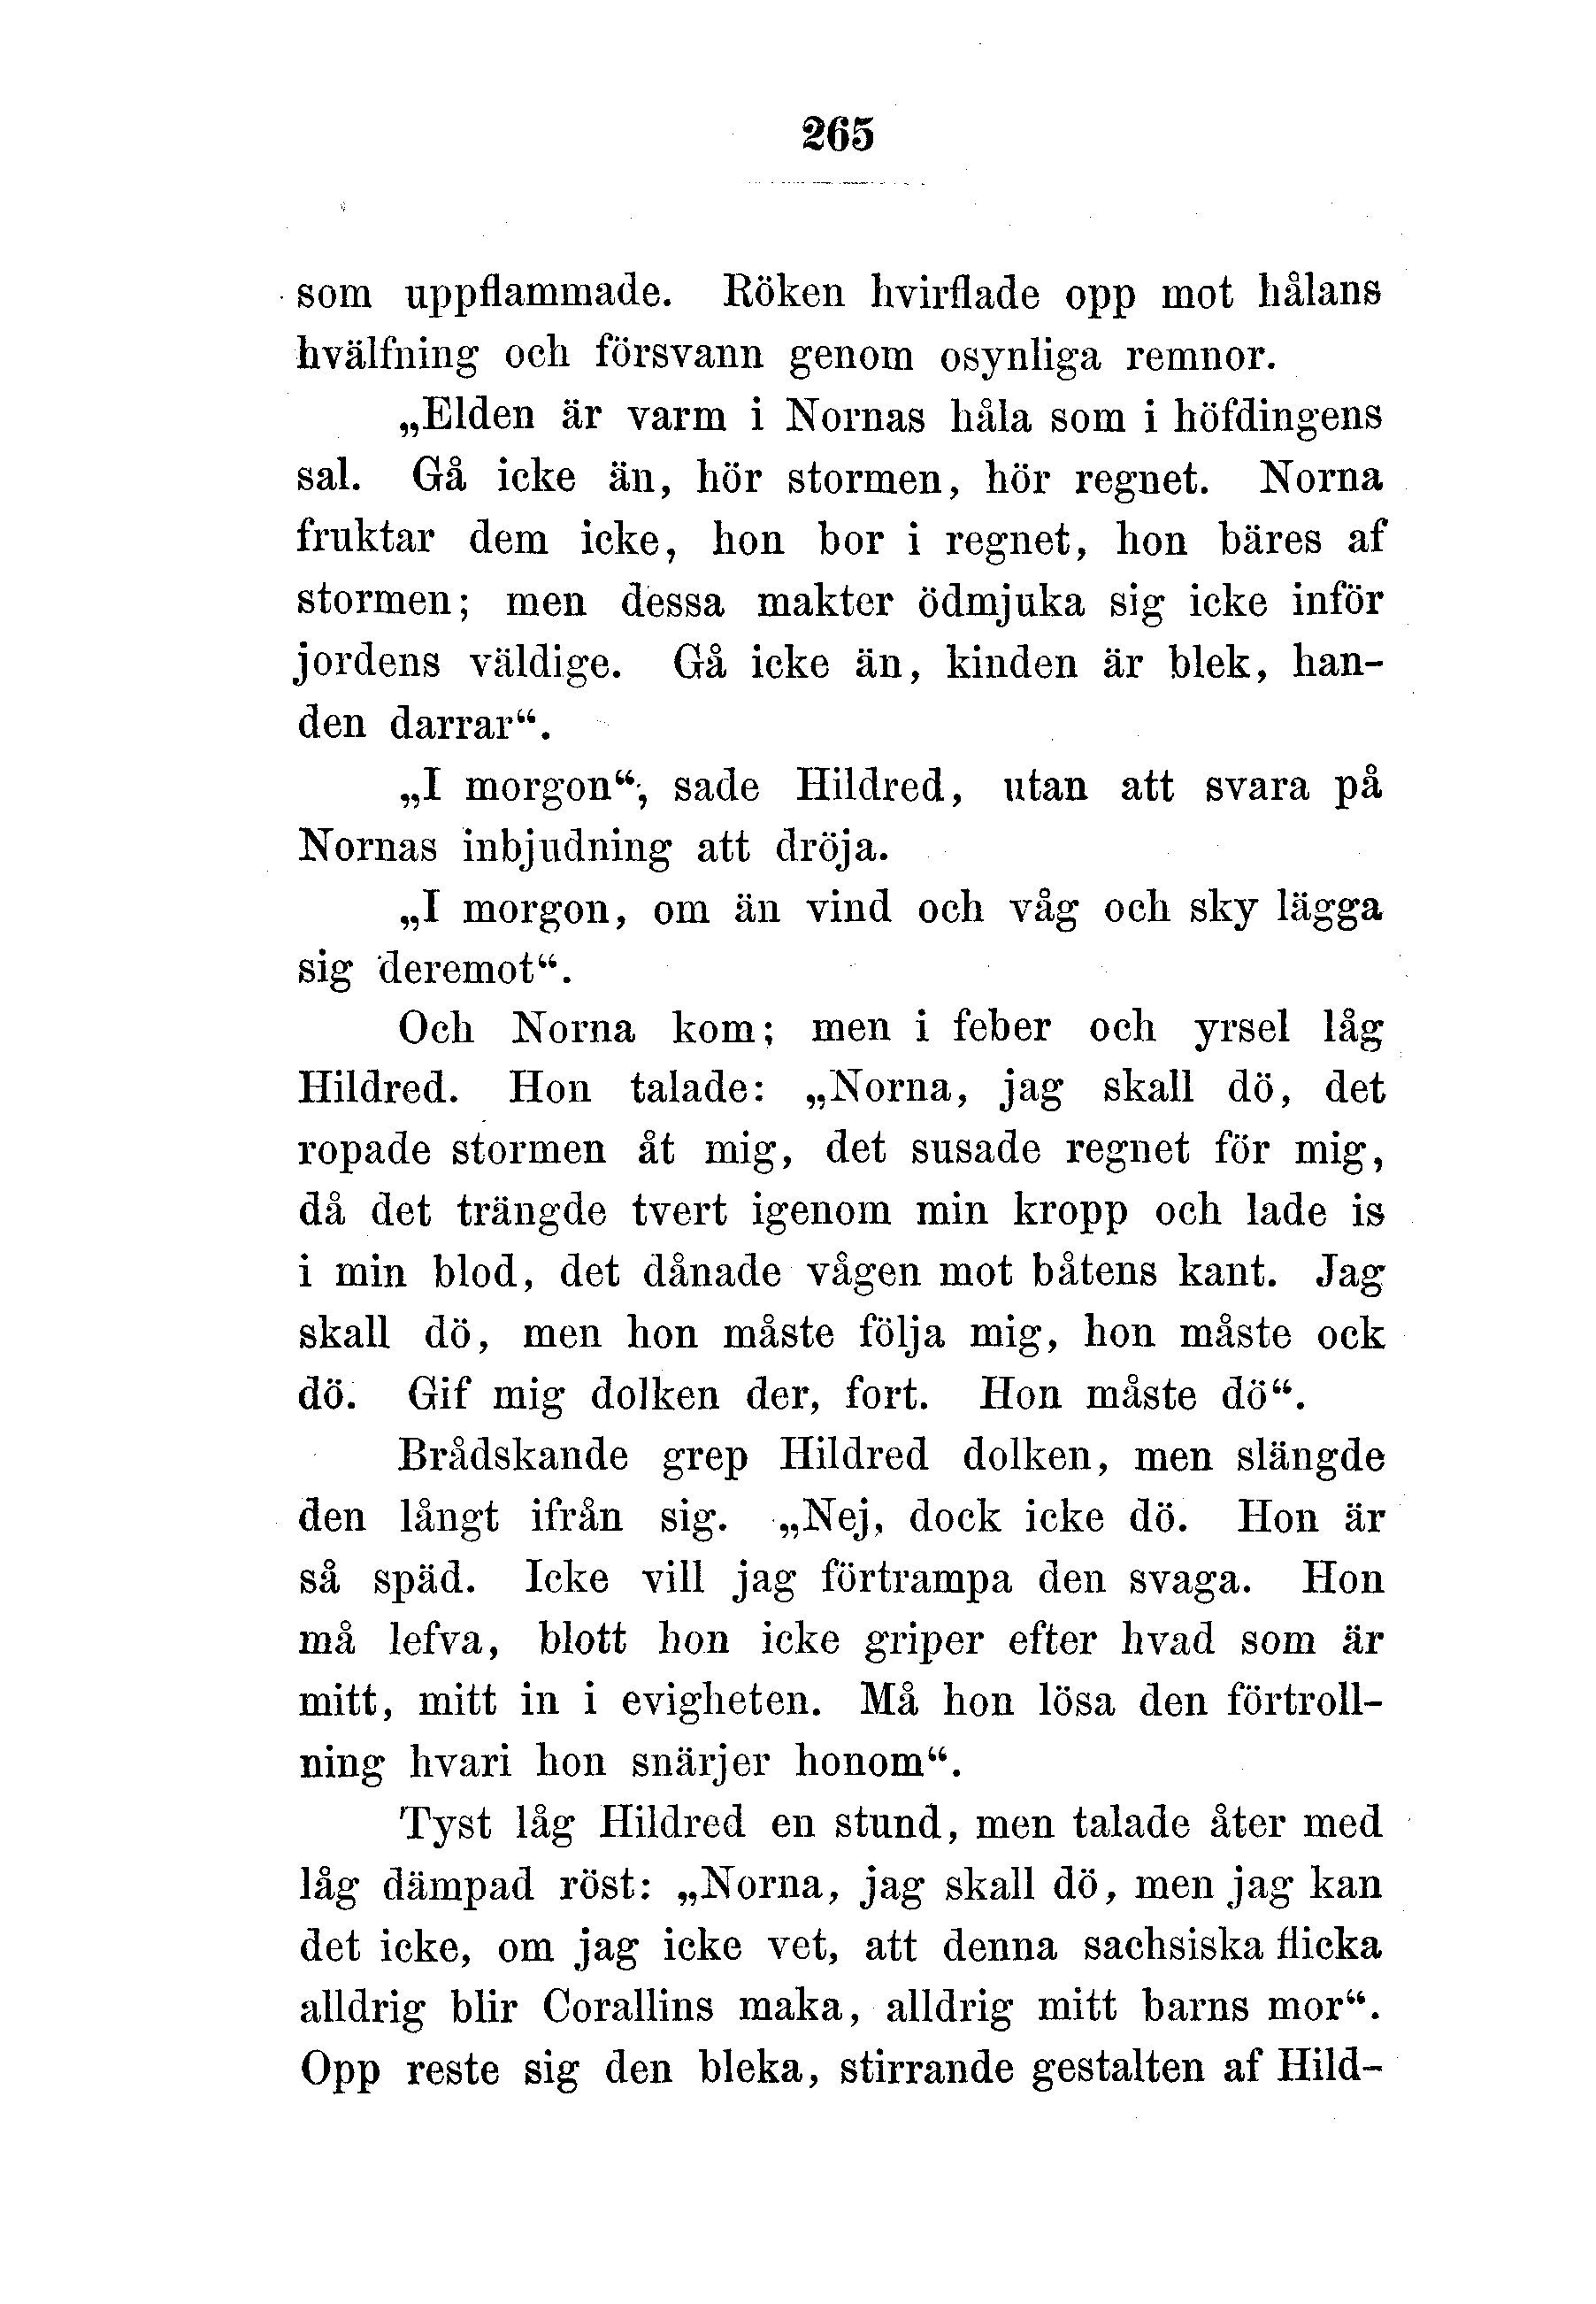 265
som uppflammade. Röken hvirflade opp mot hålans
hvälfning och försvann genom osynliga remnor.
„Elden är varm i Nornas håla som i höfdingens
sal. Gå icke än, hör stormen, hör regnet. Norna
fruktar dem icke, hon bor i regnet, hon bäres af
stormen; men dessa makter ödmjuka sig icke inför
jordens väldige. Gå icke än, kinden är blek, han-
den darrar“.
„I morgon“, sade Hildred, utan att svara på
Nornas inbjudning att dröja.
„I morgon, om än vind och våg och sky lägga
sig deremot“.
Och Norna kom; men i feber och yrsel låg
Hildred. Hon talade: „Norna, jag skall dö, det
ropade stormen åt mig, det susade regnet för mig,
då det trängde tvert igenom min kropp och lade is
i min blod, det dånade vågen mot båtens kant. Jag
skall dö, men hon måste följa mig, hon måste ock
dö. Gif mig dolken der, fort. Hon måste dö“.
Brådskande grep Hildred dolken, men slängde
den långt ifrån sig. „Nej, dock icke dö. Hon är
så späd. Icke vill jag förtrampa den svaga. Hon
må lefva, blott hon icke griper efter hvad som är
mitt, mitt in i evigheten. Må hon lösa den förtroll-
ning hvari hon snärjer honom“.
Tyst låg Hildred en stund, men talade åter med
låg dämpad röst: „Norna, jag skall dö, men jag kan
det icke, om jag icke vet, att denna sachsiska flicka
alldrig blir Corallins maka, alldrig mitt barns mor“.
Opp reste sig den bleka, stirrande gestalten af Hild-